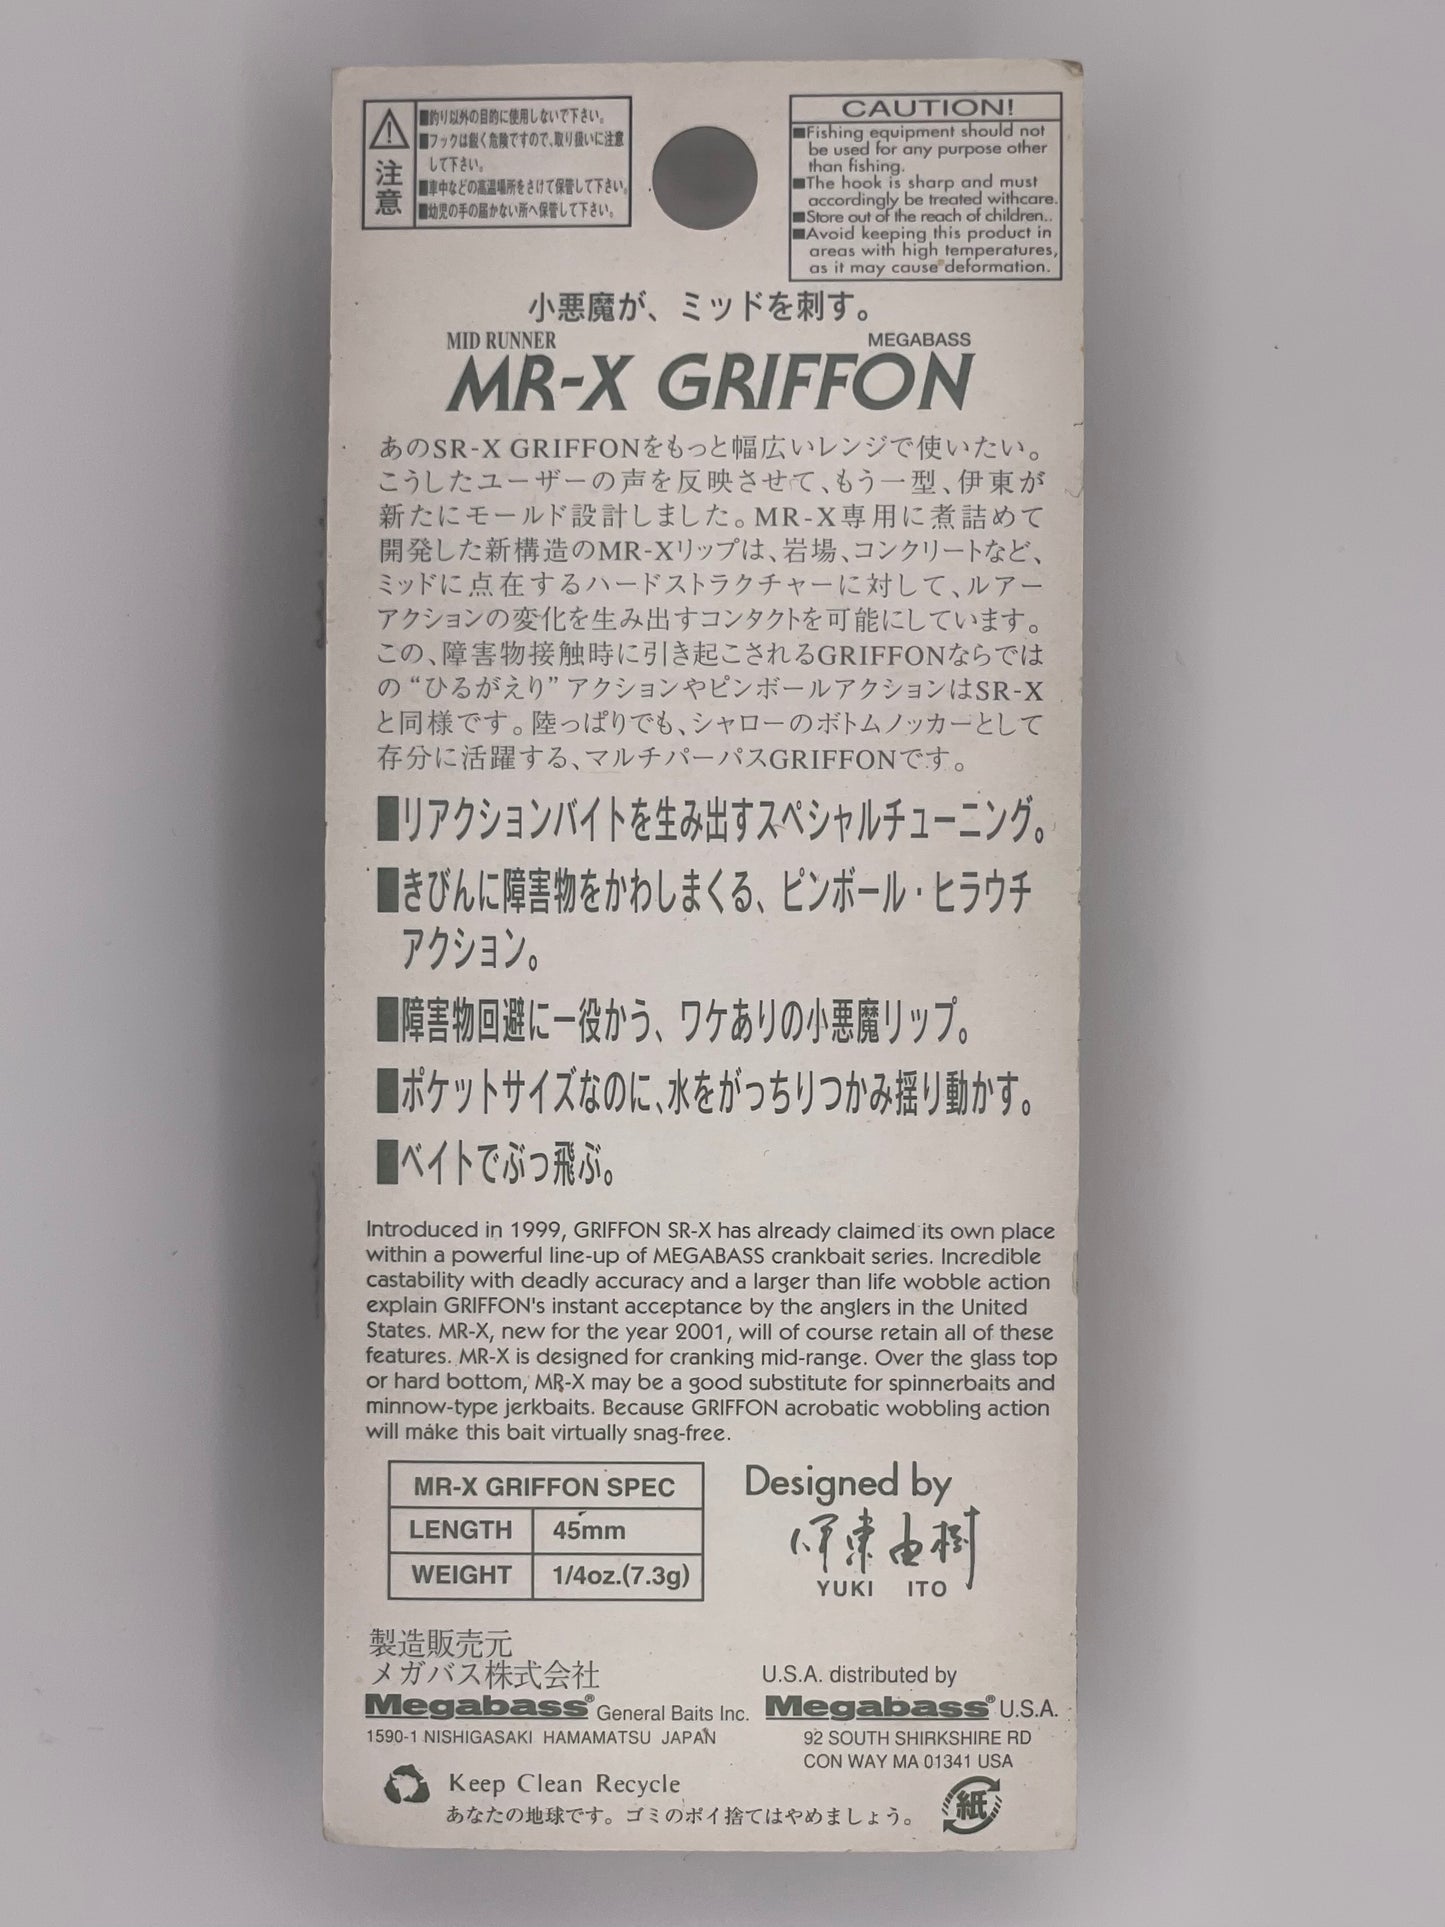 注意
■釣り以外の目的に使用しないで下さい。
■フックは鋭く危険ですので、取り扱いに注意
して下さい。
■車中などの高温場所をさけて保管して下さい。
■幼児の手の届かない所へ保管して下さい。
CAUTION!
■Fishing equipment should not
be used for any purpose other
than fishing.
■The hook is sharp and must
accordingly be treated withcare.
■Store out of the reach of children..
■Avoid keeping this product in
areas with high temperatures,
as it may cause deformation.
小悪魔が、ミッドを刺す。
MID RUNNER MEGABASS
MR-X GRIFFON
あのSR-X GRIFFONをもっと幅広いレンジで使いたい。
こうしたユーザーの声を反映させて、もう一型、伊東が
新たにモールド設計しました。MR-X専用に煮詰めて
開発した新構造のMR-Xリップは、岩場、コンクリートなど、
ミッドに点在するハードストラクチャーに対して、ルアー
アクションの変化を生み出すコンタクトを可能にしています。
この、障害物接触時に引き起こされるGRIFFONならでは
の“ひるがえり”アクションやピンボールアクションはSR-X
と同様です。陸っぱりでも、シャローのボトムノッカーとして
存分に活躍する、マルチパーパスGRIFFONです。
■リアクションバイトを生み出すスペシャルチューニング。
■きびんに障害物をかわしまくる、ピンボール・ヒラウチ
アクション。
■障害物回避に一役かう、ワケありの小悪魔リップ。
■ポケットサイズなのに、水をがっちりつかみ揺り動かす。
■ベイトでぶっ飛ぶ。
Introduced in 1999, GRIFFON SR-X has already claimed its own place
within a powerful line-up of MEGABASS crankbait series. Incredible
castability with deadly accuracy and a larger than life wobble action
explain GRIFFON's instant acceptance by the anglers in the United
States. MR-X, new for the year 2001, will of course retain all of these
features. MR-X is designed for cranking mid-range. Over the glass top
or hard bottom, MR-X may be a good substitute for spinnerbaits and
minnow-type jerkbaits. Because GRIFFON acrobatic wobbling action
will make this bait virtually snag-free.
MR-X GRIFFON SPEC
LENGTH 45mm
WEIGHT 1/4oz.(7.3g)
Designed by
伊東由樹
YUKI ITO
製造販売元
メガバス株式会社
Megabass® General Baits Inc.
1590-1 NISHIGASAKI HAMAMATSU JAPAN
U.S.A. distributed by
Megabass® U.S.A.
92 SOUTH SHIRKSHIRE RD
CON WAY MA 01341 USA
Keep Clean Recycle
あなたの地球です。ゴミのポイ捨てはやめましょう。
紙